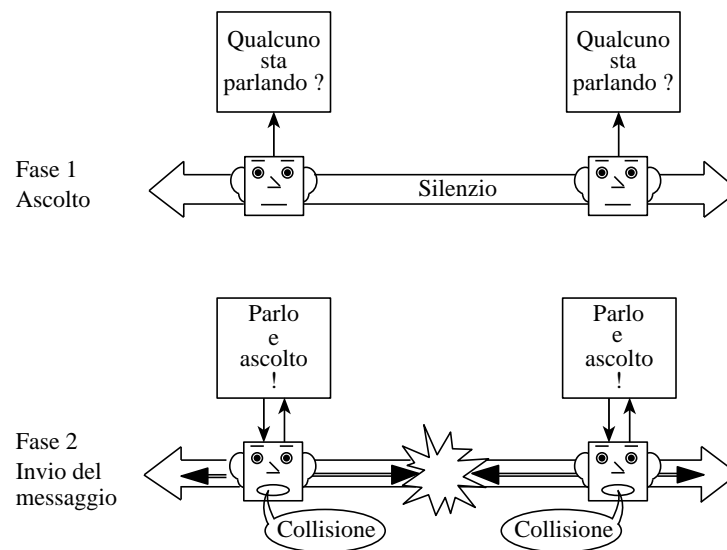 Qualcuno
sta
parlando ?
Qualcuno
sta
parlando ?
Fase 1
Ascolto
Silenzio
Parlo
e
ascolto
!
Parlo
e
ascolto
!
Fase 2
Invio del
messaggio
Collisione
Collisione